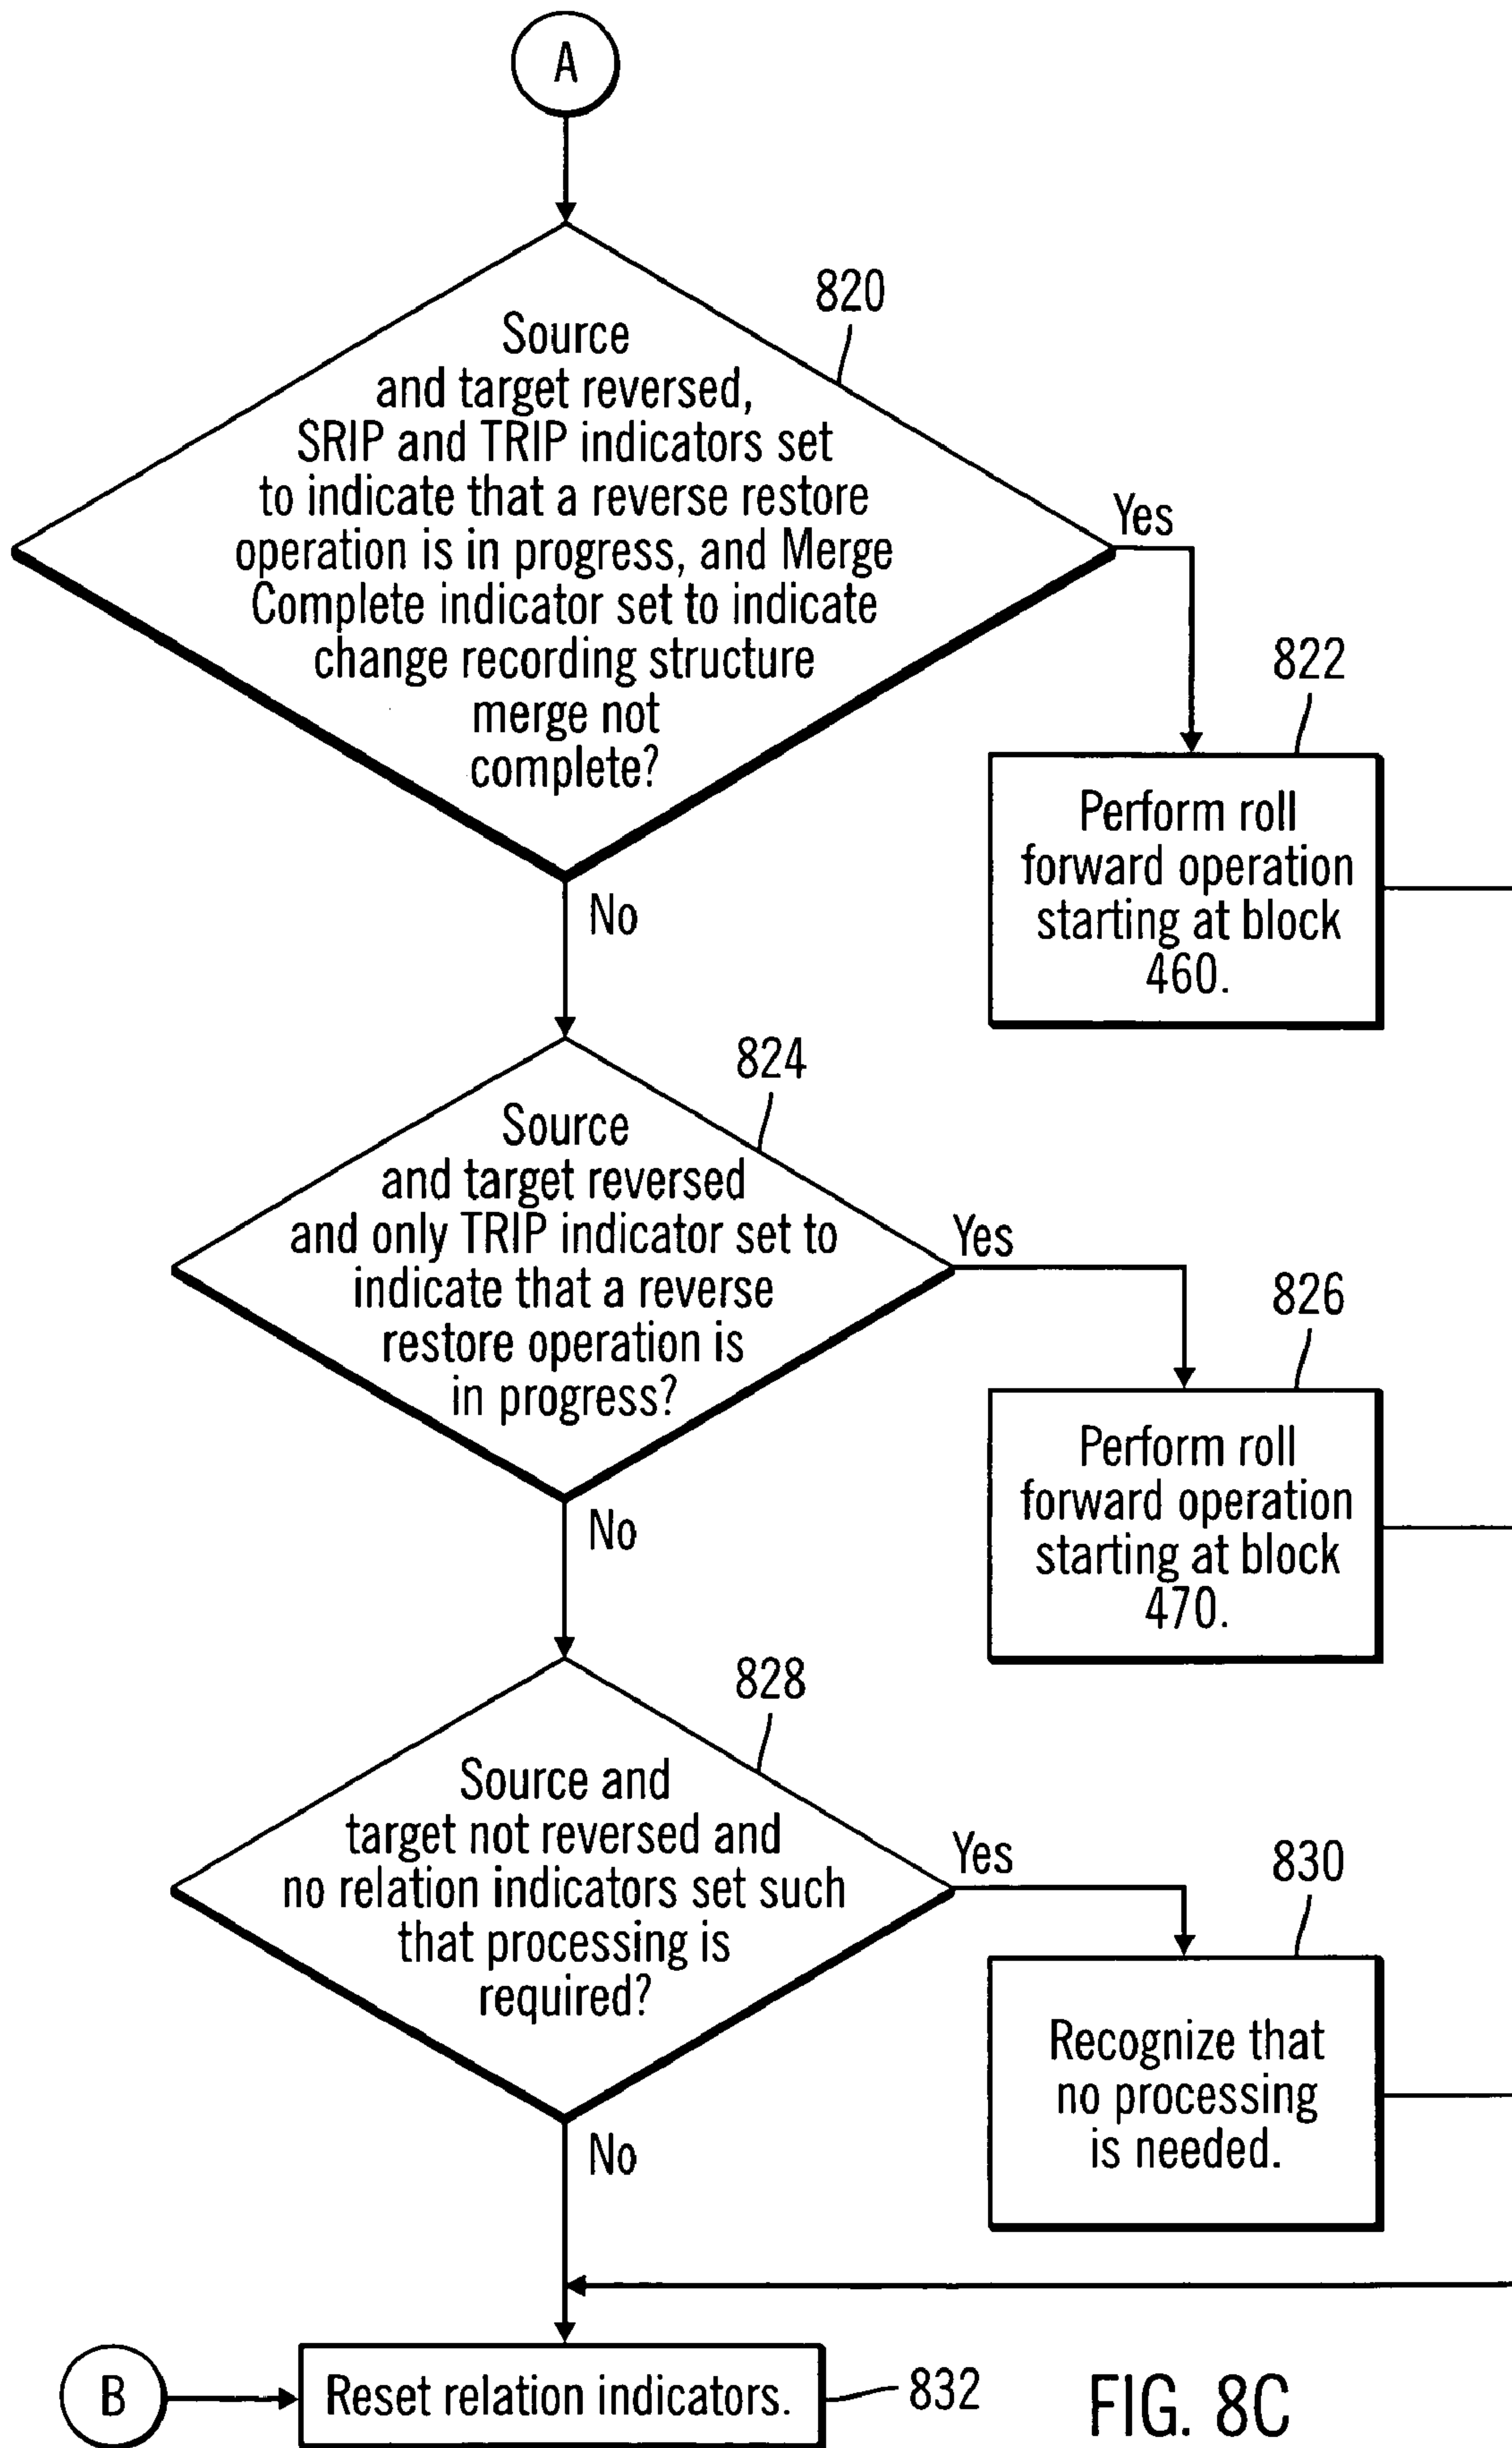 A
820
Source
and target reversed,
SRIP and TRIP indicators set
to indicate that a reverse restore
operation is in progress, and Merge
Complete indicator set to indicate
change recording structure
merge not
complete?
Yes
822
Perform roll
forward operation
starting at block
460.
No
824
Source
and target reversed
and only TRIP indicator set to
indicate that a reverse
restore operation is
in progress?
Yes
826
Perform roll
forward operation
starting at block
470.
No
828
Source and
target not reversed and
no relation indicators set such
that processing is
required?
Yes
830
Recognize that
no processing
is needed.
No
B
Reset relation indicators.
832
FIG. 8C